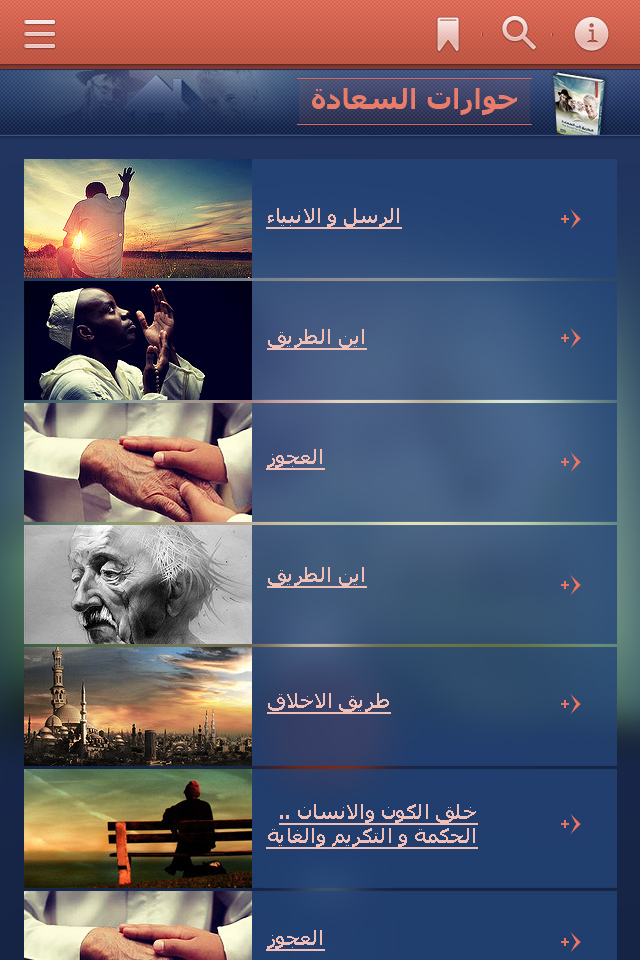 حوارات السعادة
الرسل و الانبياء
اين الطريق
العجوز
اين الطريق
طريق الاخلاق
خلق الكون والانسان ..
الحكمة و التكريم والغاية
العجوز